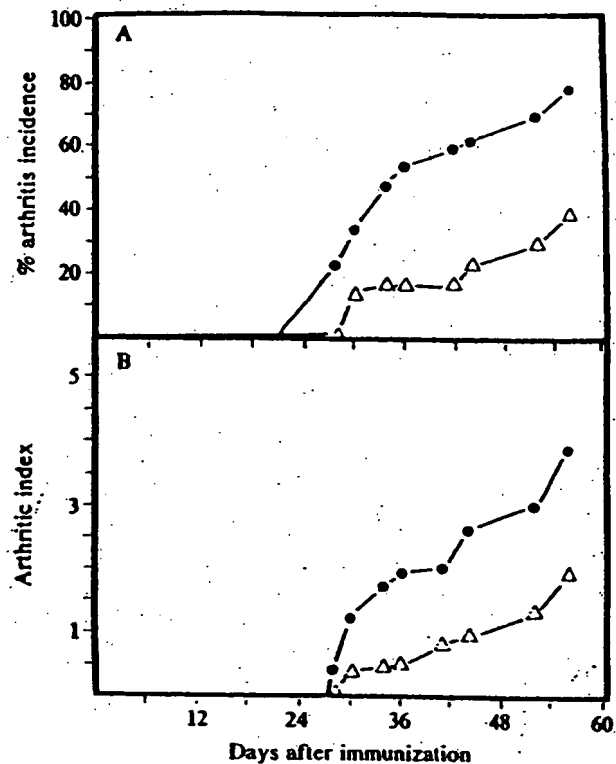 100
A
80
60
40
20
% arthritis incidence
B
5
3
1
Arthritic index
12 24 36 48 60
Days after immunization